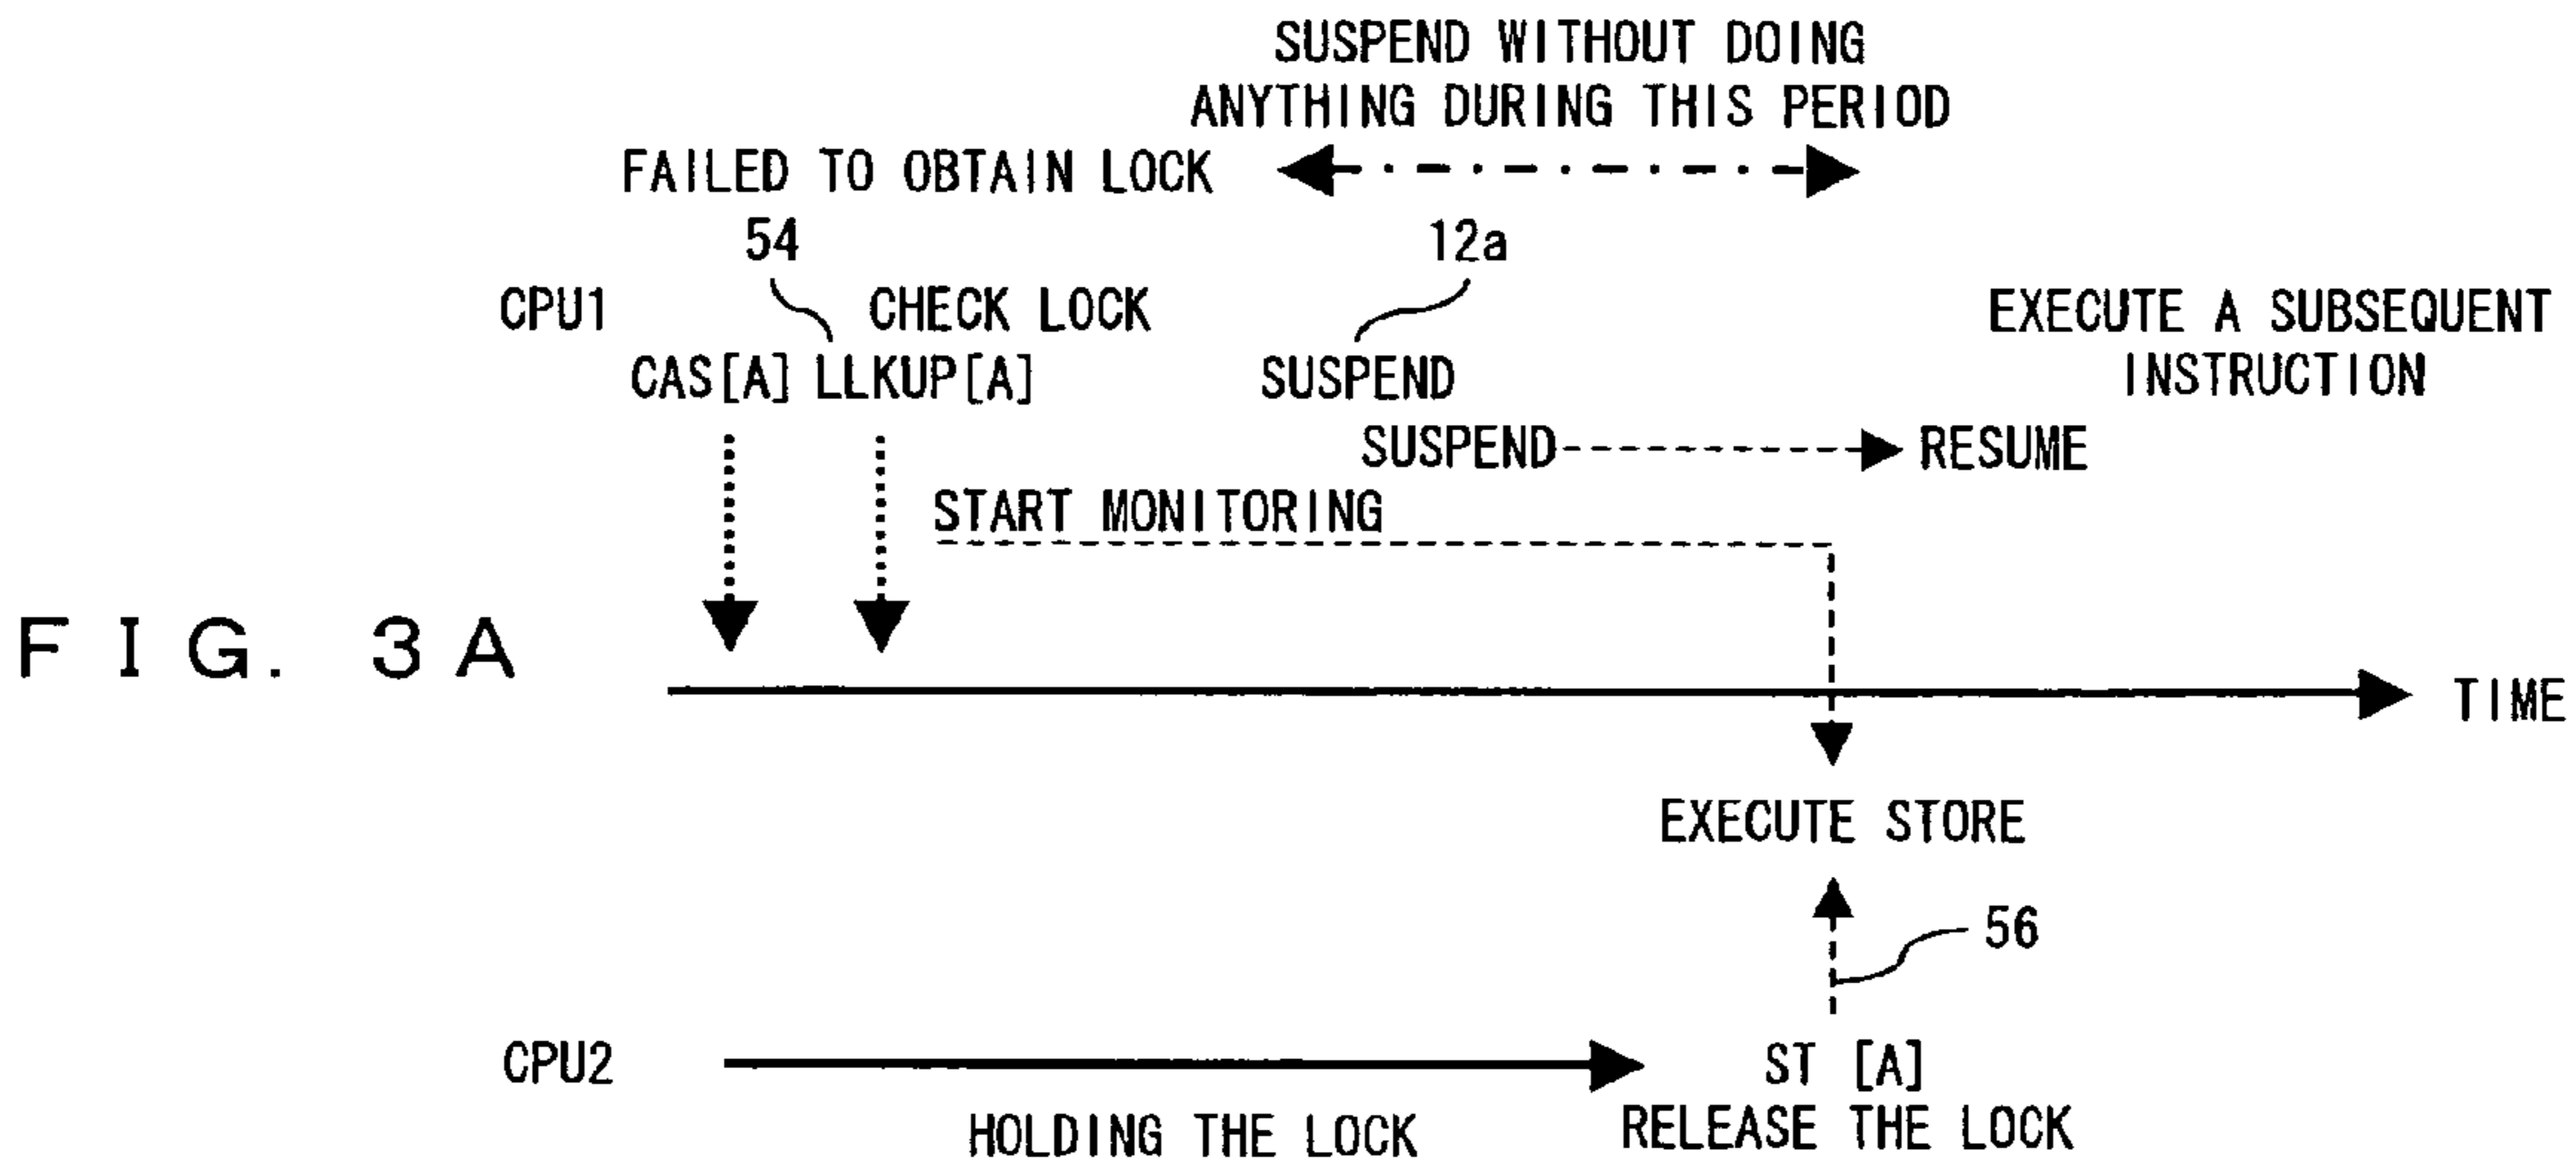 SUSPEND WITHOUT DOING
ANYTHING DURING THIS PERIOD
FAILED TO OBTAIN LOCK
54
12a
CPU1
CHECK LOCK
EXECUTE A SUBSEQUENT
INSTRUCTION
CAS[A] LLKUP[A]
SUSPEND
SUSPEND
RESUME
START MONITORING
FIG. 3A
TIME
EXECUTE STORE
56
CPU2
ST [A]
HOLDING THE LOCK
RELEASE THE LOCK